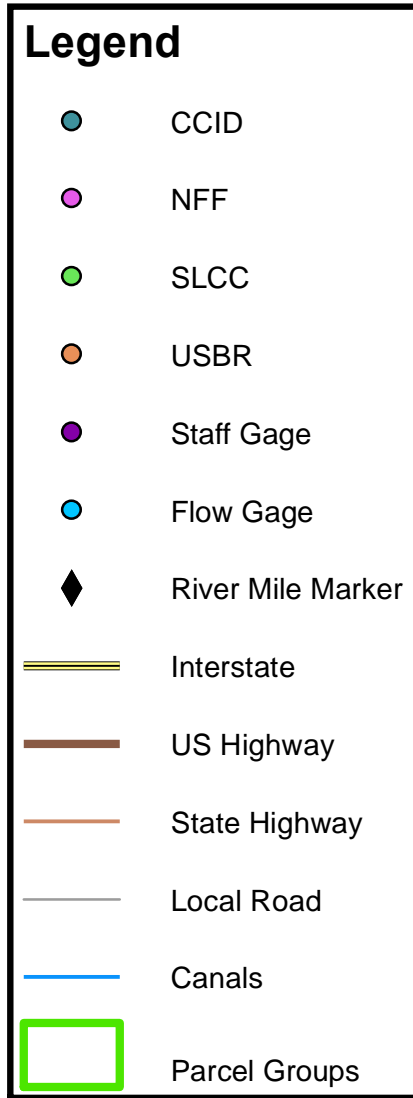 Legend
CCID
NFF
SLCC
USBR
Staff Gage
Flow Gage
River Mile Marker
Interstate
US Highway
State Highway
Local Road
Canals
Parcel Groups